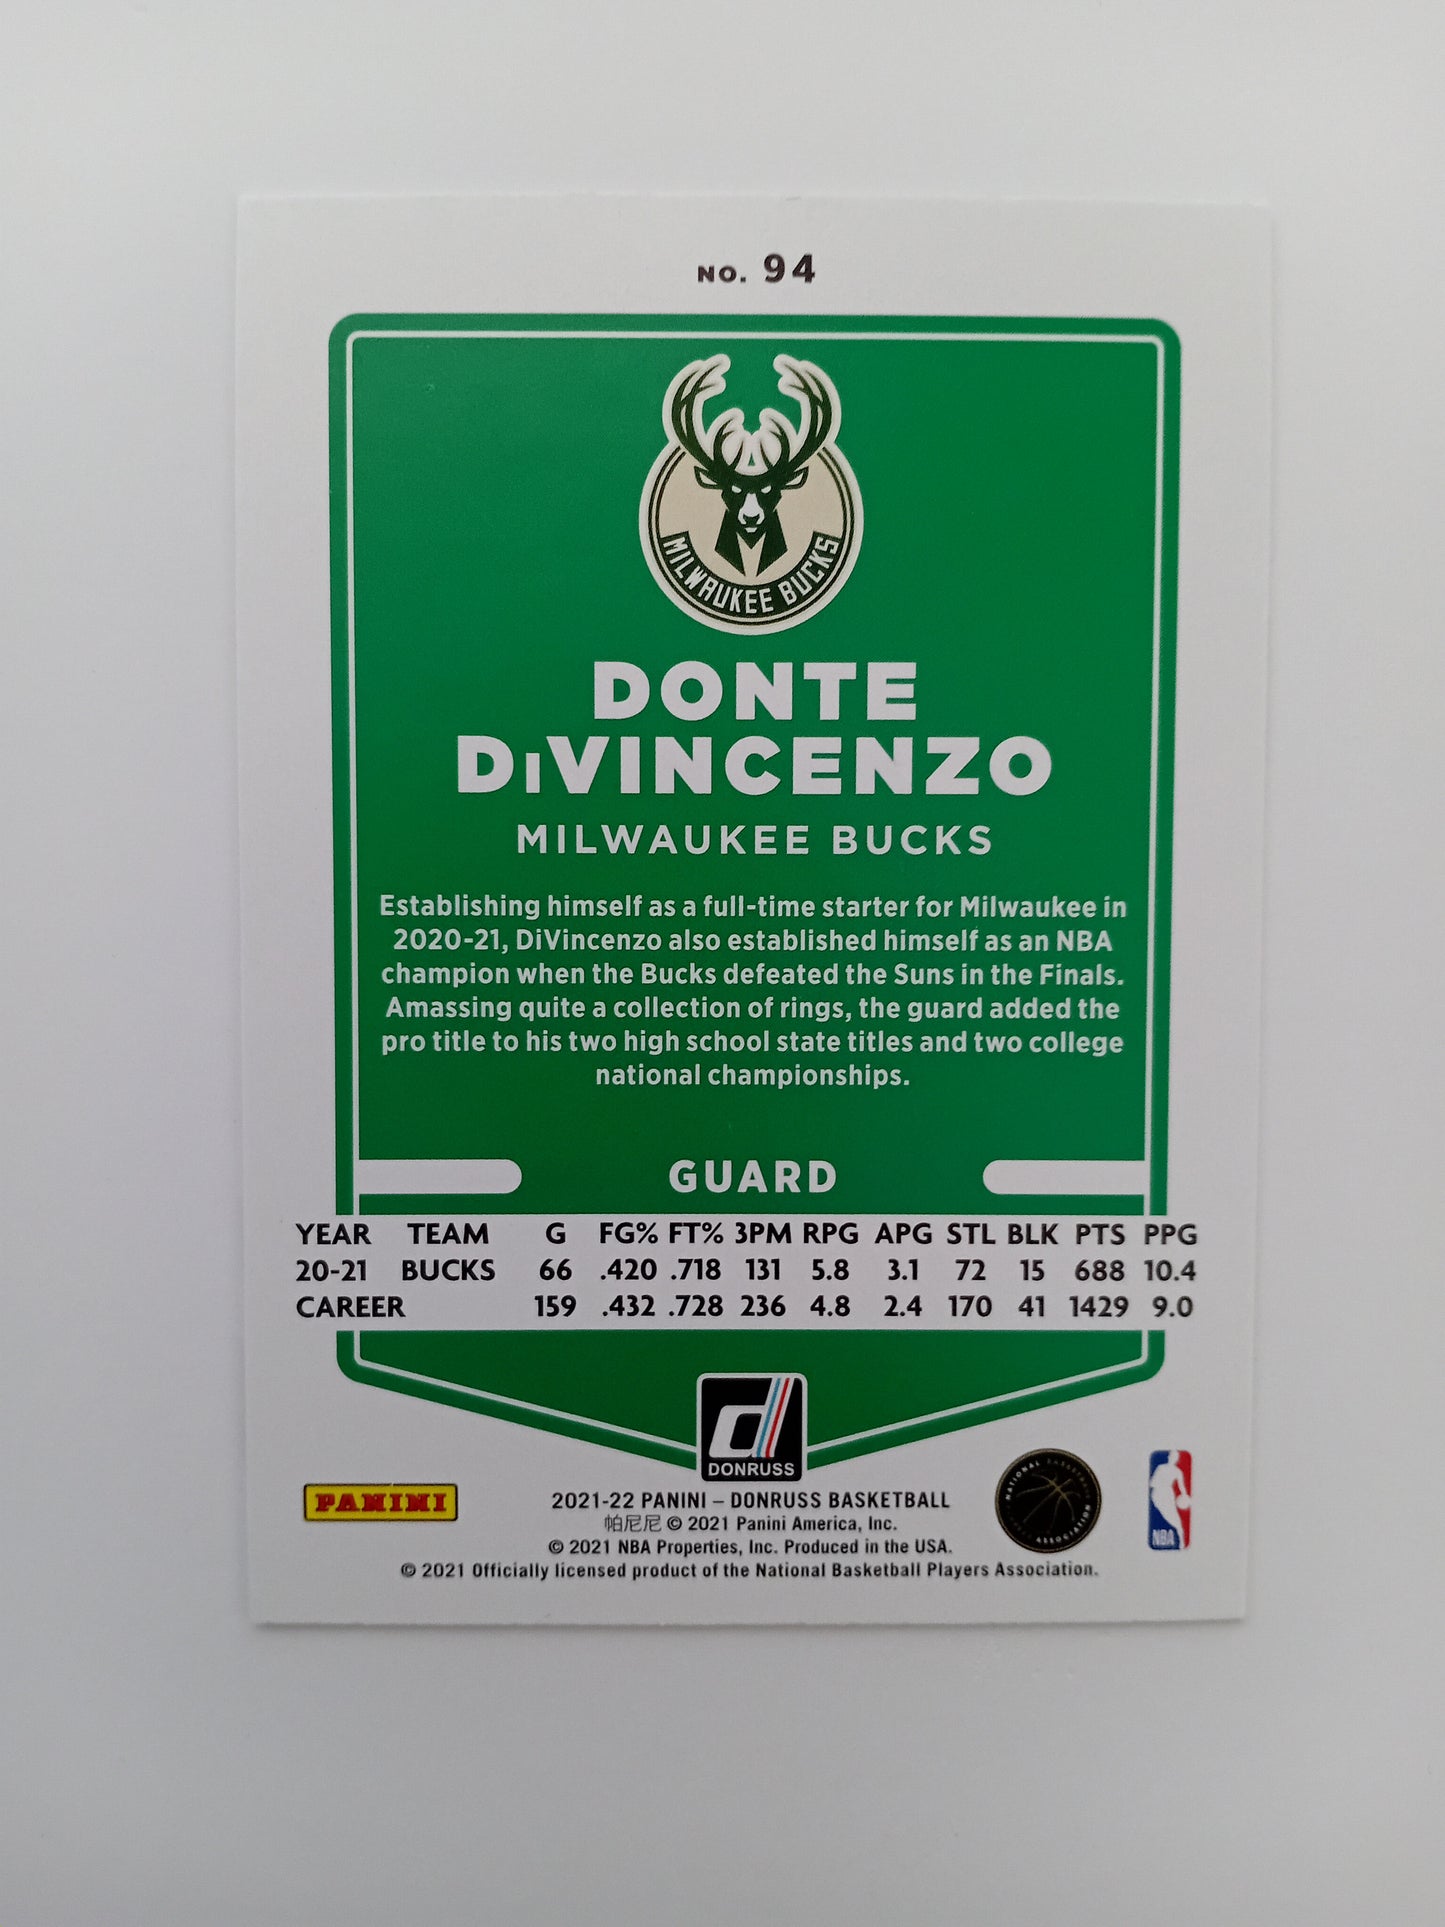 NO. 94
MILWAUKEE BUCKS
DONTE
DiVINCENZO
MILWAUKEE BUCKS
Establishing himself as a full-time starter for Milwaukee in
2020-21, DiVincenzo also established himself as an NBA
champion when the Bucks defeated the Suns in the Finals.
Amassing quite a collection of rings, the guard added the
pro title to his two high school state titles and two college
national championships.
GUARD
YEAR TEAM G FG% FT% 3PM RPG APG STL BLK PTS PPG
20-21 BUCKS 66 .420 .718 131 5.8 3.1 72 15 688 10.4
CAREER 159 .432 .728 236 4.8 2.4 170 41 1429 9.0
d
DONRUSS
PANINI
2021-22 PANINI – DONRUSS BASKETBALL
帕尼尼 © 2021 Panini America, Inc.
© 2021 NBA Properties, Inc. Produced in the USA.
© 2021 Officially licensed product of the National Basketball Players Association.
NATIONAL BASKETBALL
ASSOCIATION
NBA